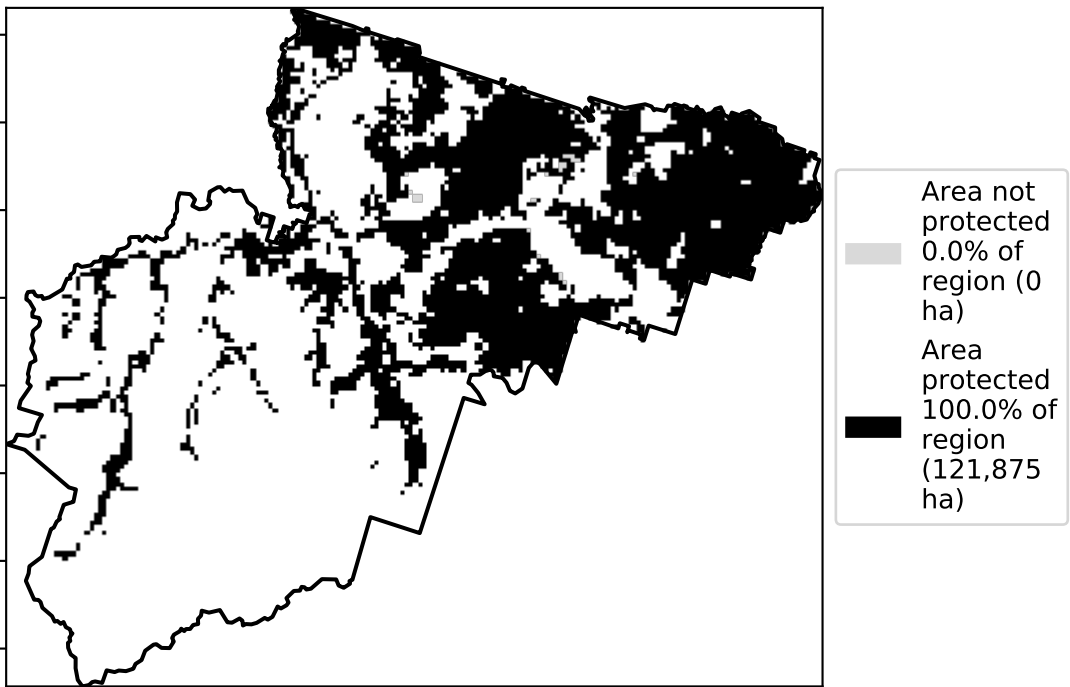 Area not
protected
0.0% of
region (0
ha)
Area
protected
100.0% of
region
(121,875
ha)